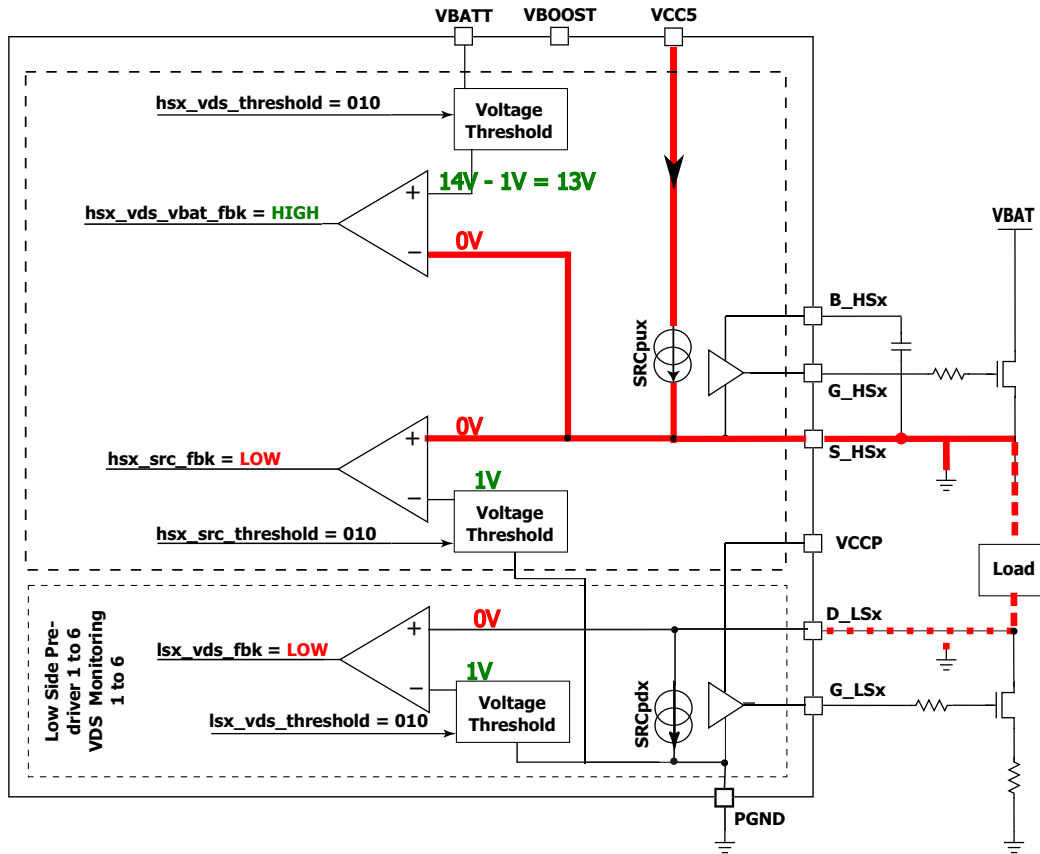 VBATT
VBOOST
VCC5
hsx_vds_threshold = 010
Voltage
Threshold
14V - 1V = 13V
+
hsx_vds_vbat_fbk = HIGH
−
0V
VBAT
B_HSx
SRCpux
G_HSx
0V
+
S_HSx
hsx_src_fbk = LOW
−
1V
Voltage
Threshold
hsx_src_threshold = 010
VCCP
Load
Low Side Pre-
driver 1 to 6
VDS Monitoring
1 to 6
0V
+
D_LSx
lsx_vds_fbk = LOW
−
1V
Voltage
Threshold
lsx_vds_threshold = 010
SRCpdx
G_LSx
PGND